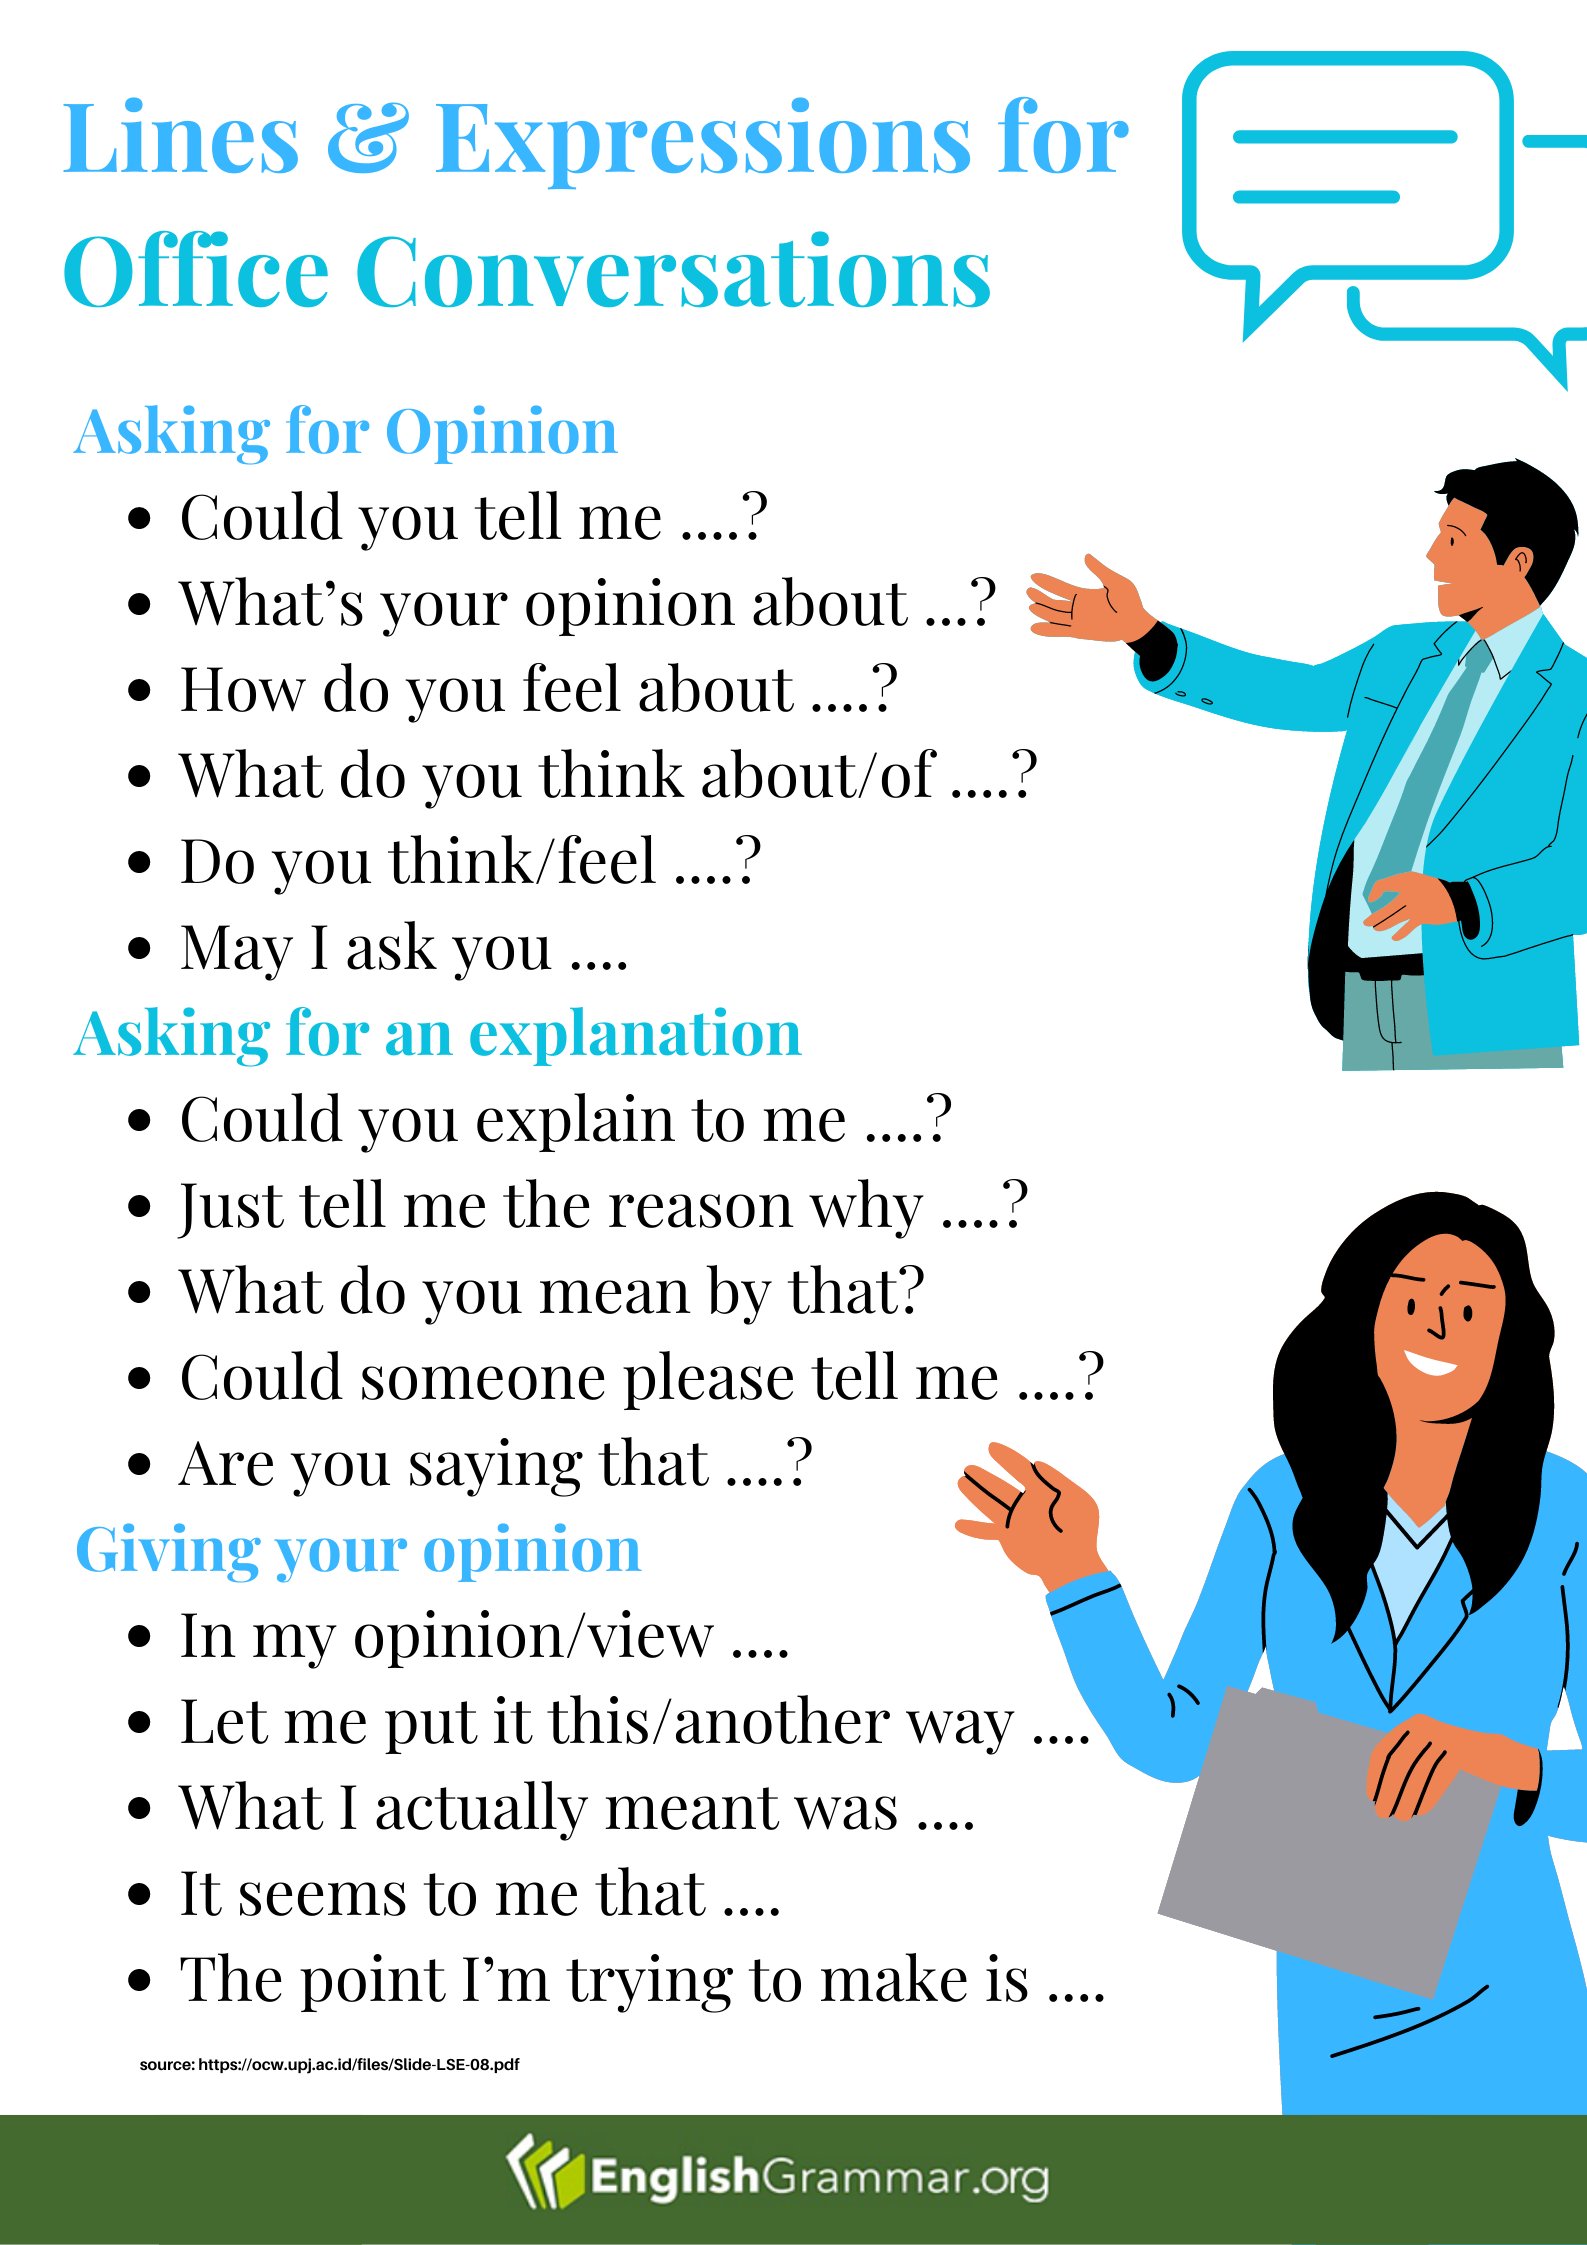 Lines & Expressions for
Office Conversations
Asking for Opinion
• Could you tell me ....?
• What’s your opinion about ...?
• How do you feel about ....?
• What do you think about/of ....?
• Do you think/feel ....?
• May I ask you ....
Asking for an explanation
• Could you explain to me ....?
• Just tell me the reason why ....?
• What do you mean by that?
• Could someone please tell me ....?
• Are you saying that ....?
Giving your opinion
• In my opinion/view ....
• Let me put it this/another way ....
• What I actually meant was ....
• It seems to me that ....
• The point I’m trying to make is ....
source: https://ocw.upj.ac.id/files/Slide-LSE-08.pdf
EnglishGrammar.org